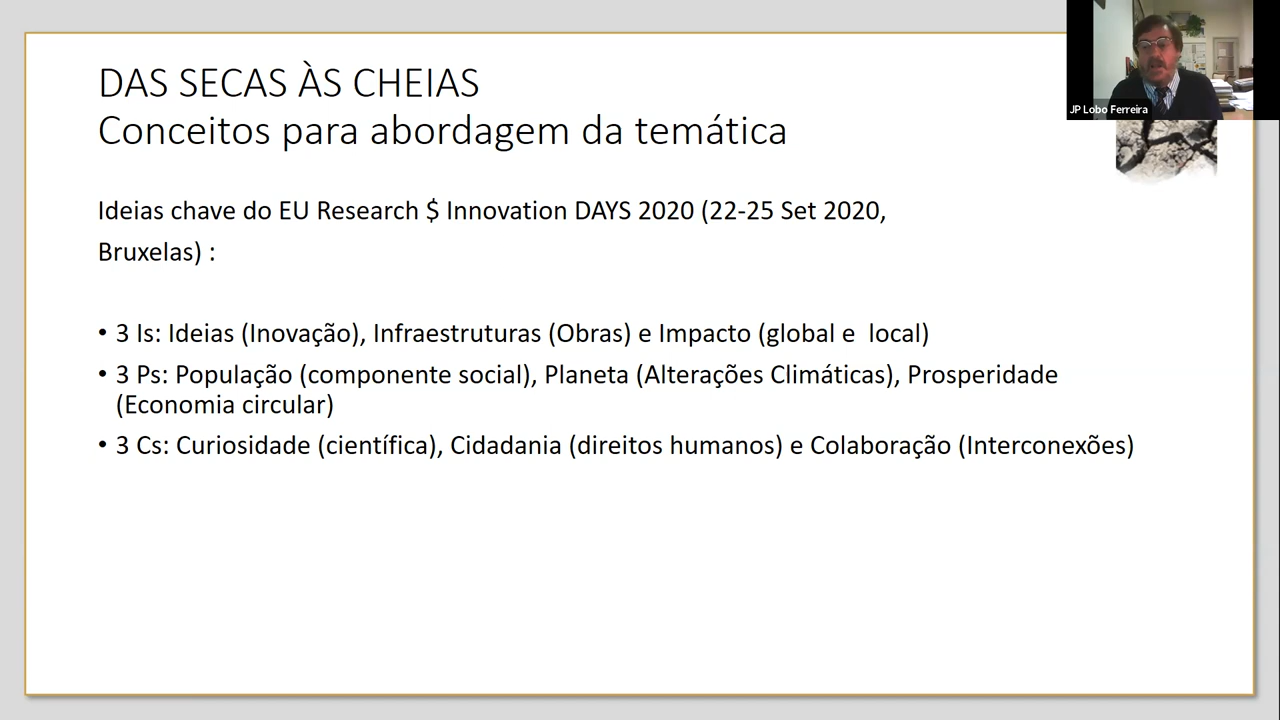 DAS SECAS ÀS CHEIAS
Conceitos para abordagem da temática
JP Lobo Ferreira
Ideias chave do EU Research $ Innovation DAYS 2020 (22-25 Set 2020,
Bruxelas) :
• 3 Is: Ideias (Inovação), Infraestruturas (Obras) e Impacto (global e  local)
• 3 Ps: População (componente social), Planeta (Alterações Climáticas), Prosperidade
(Economia circular)
• 3 Cs: Curiosidade (científica), Cidadania (direitos humanos) e Colaboração (Interconexões)